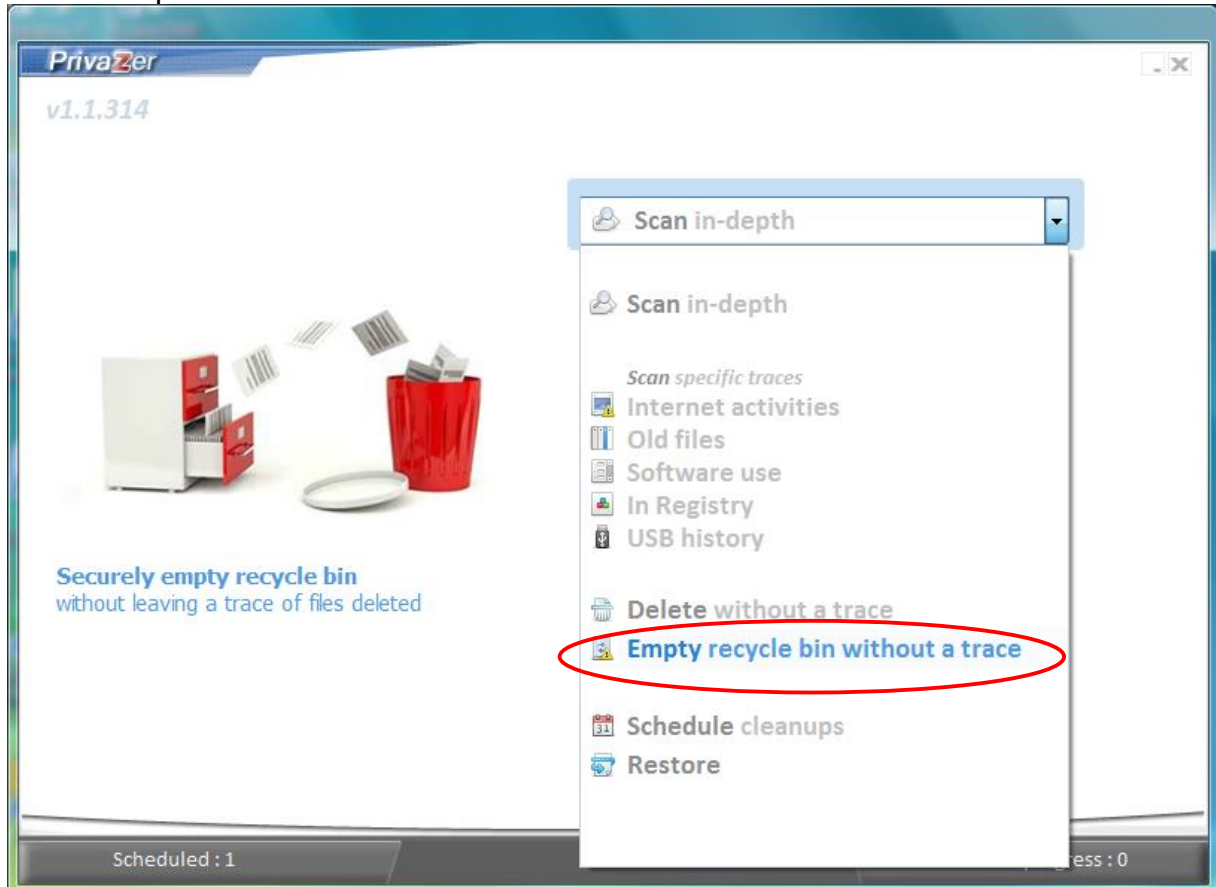 PrivaZer
v1.1.314
Scan in-depth
Scan in-depth
Scan specific traces
Internet activities
Old files
Software use
In Registry
USB history
Securely empty recycle bin
without leaving a trace of files deleted
Delete without a trace
Empty recycle bin without a trace
31
Schedule cleanups
Restore
Scheduled : 1
ess : 0